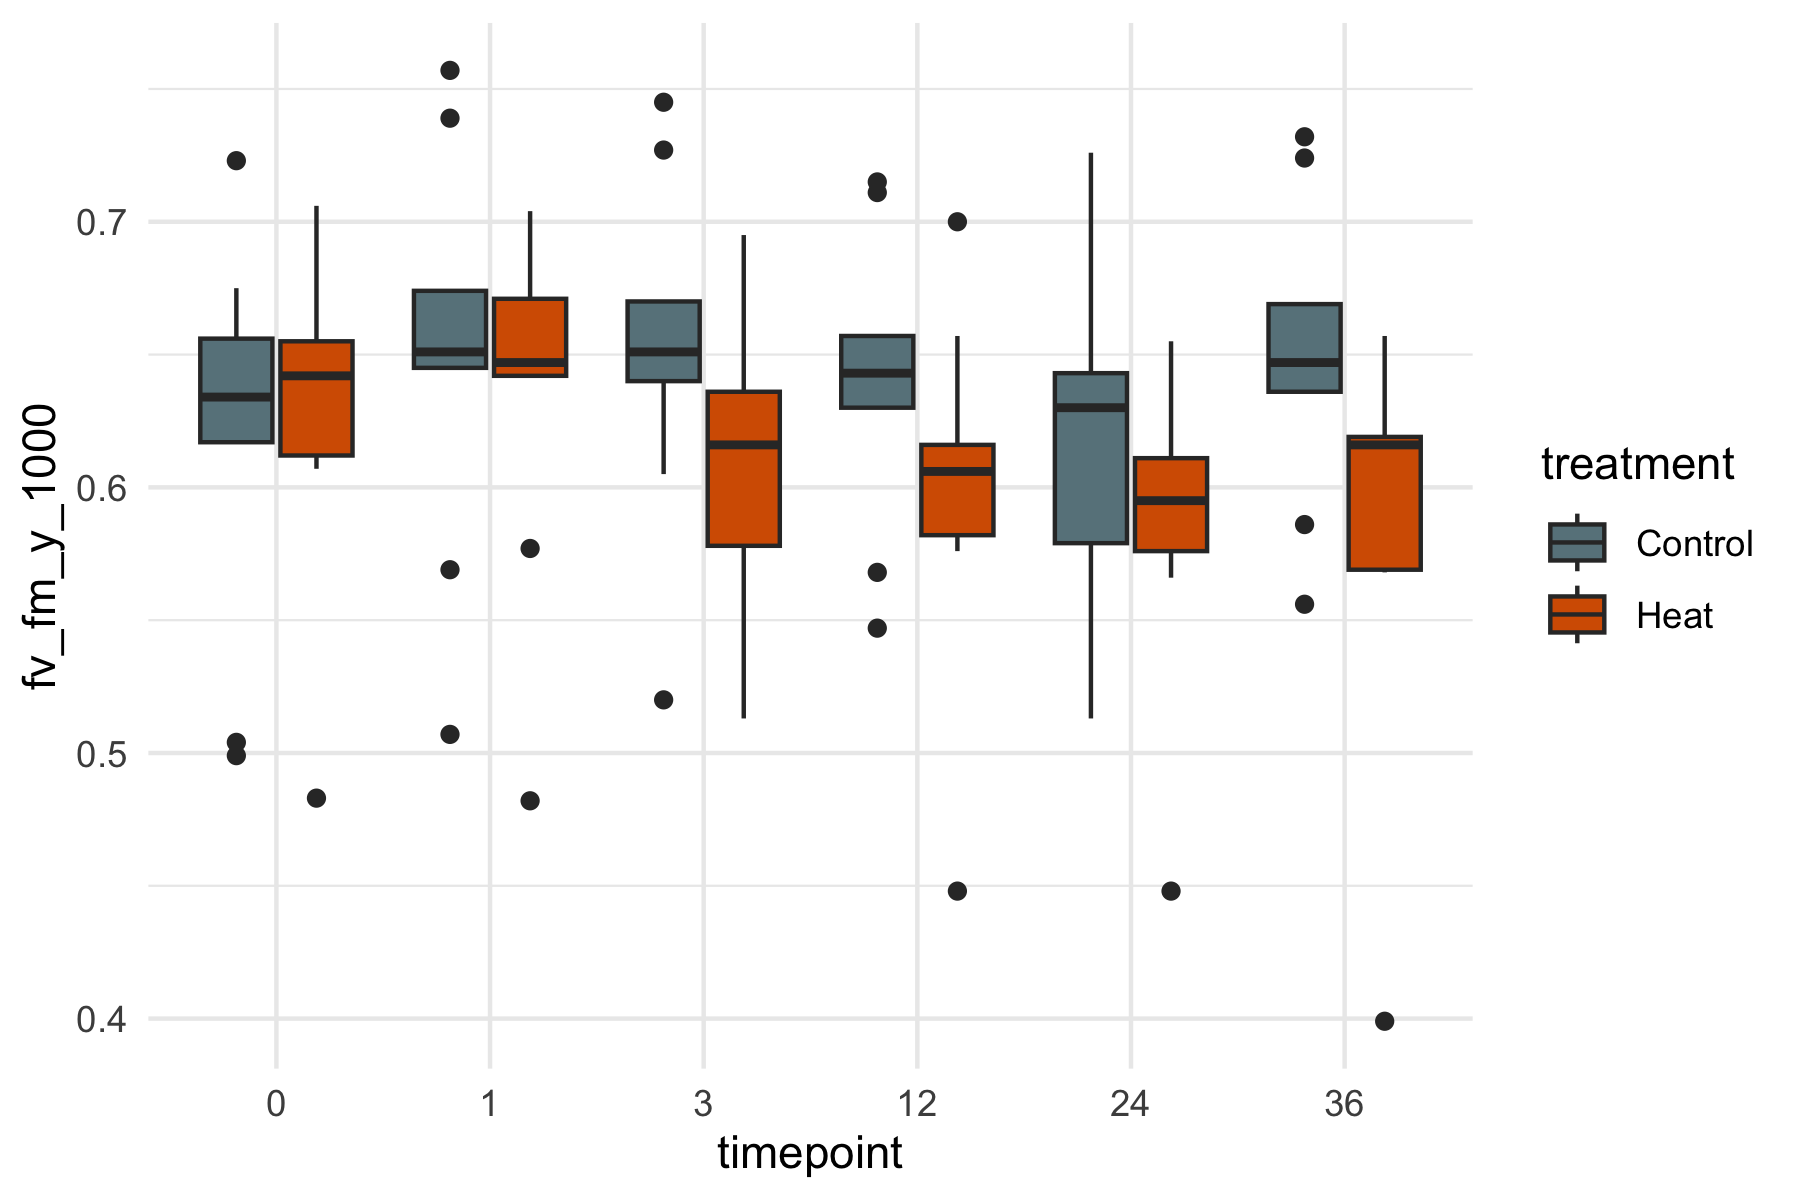 fv_fm_y_1000
0.7
0.6
0.5
0.4
0 1 3 12 24 36
timepoint
treatment
Control
Heat